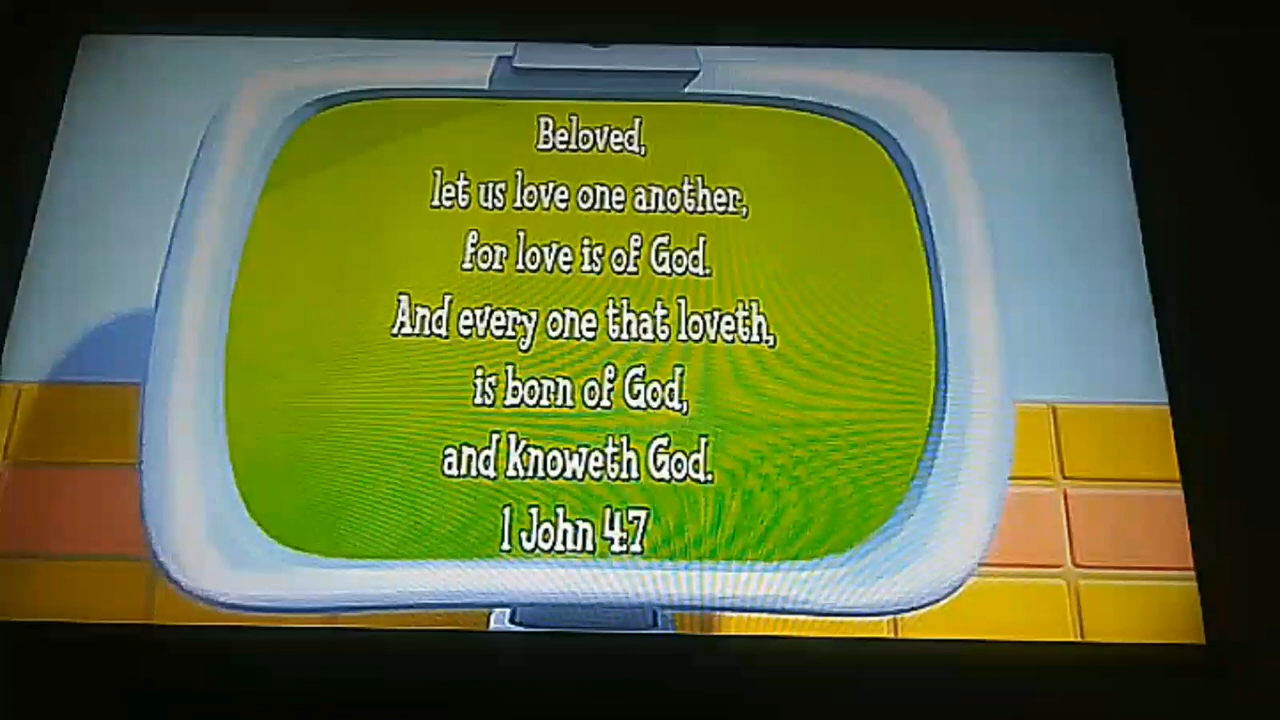 Beloved,
let us love one another,
for love is of God.
And every one that loveth,
is born of God,
and knoweth God.
1 John 4:7